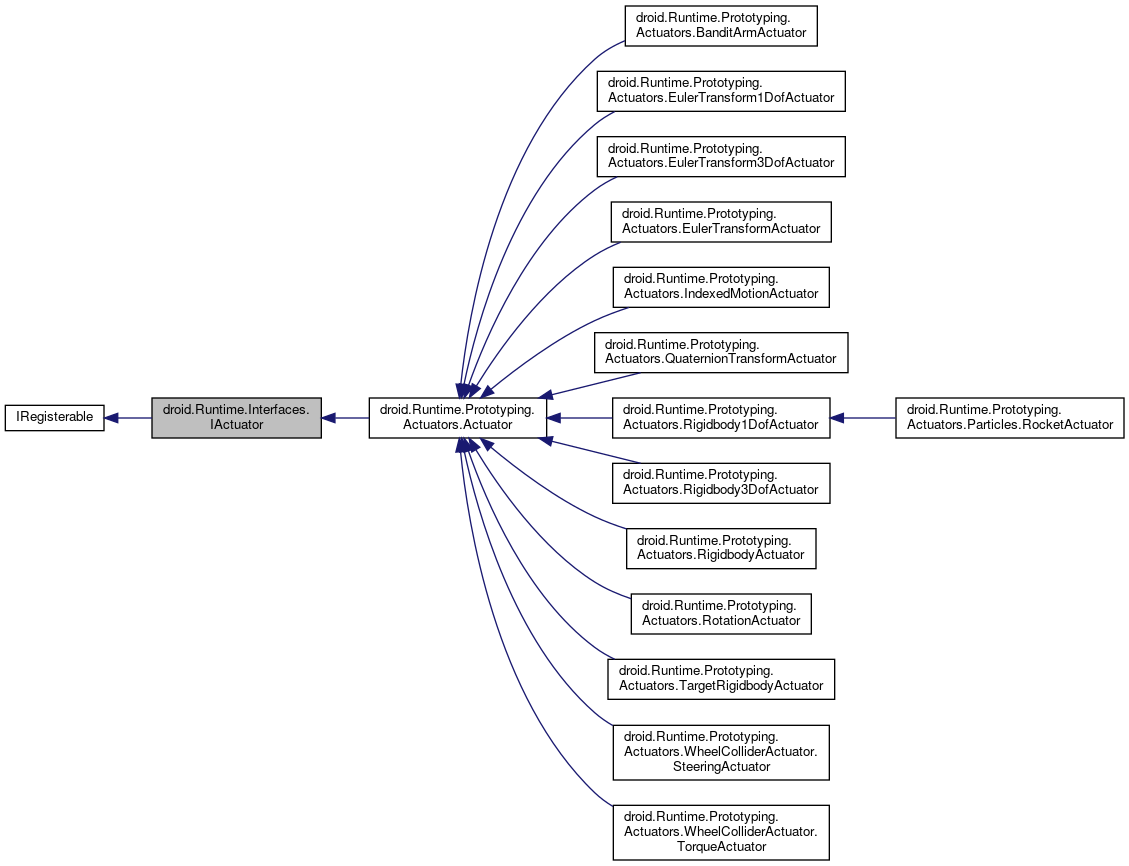 IRegisterable
droid.Runtime.Interfaces.
IActuator
droid.Runtime.Prototyping.
Actuators.Actuator
droid.Runtime.Prototyping.
Actuators.BanditArmActuator
droid.Runtime.Prototyping.
Actuators.EulerTransform1DofActuator
droid.Runtime.Prototyping.
Actuators.EulerTransform3DofActuator
droid.Runtime.Prototyping.
Actuators.EulerTransformActuator
droid.Runtime.Prototyping.
Actuators.IndexedMotionActuator
droid.Runtime.Prototyping.
Actuators.QuaternionTransformActuator
droid.Runtime.Prototyping.
Actuators.Rigidbody1DofActuator
droid.Runtime.Prototyping.
Actuators.Particles.RocketActuator
droid.Runtime.Prototyping.
Actuators.Rigidbody3DofActuator
droid.Runtime.Prototyping.
Actuators.RigidbodyActuator
droid.Runtime.Prototyping.
Actuators.RotationActuator
droid.Runtime.Prototyping.
Actuators.TargetRigidbodyActuator
droid.Runtime.Prototyping.
Actuators.WheelColliderActuator.
SteeringActuator
droid.Runtime.Prototyping.
Actuators.WheelColliderActuator.
TorqueActuator